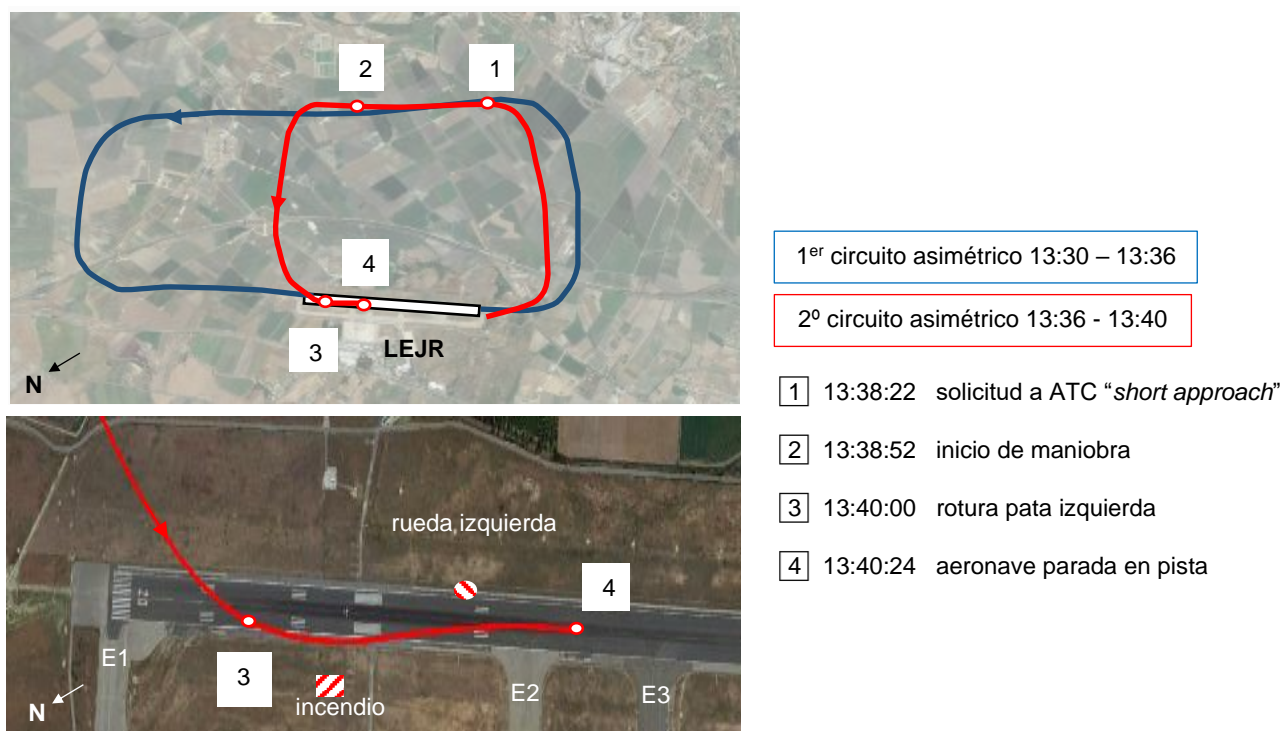 2
1
4
3
LEJR
N
1er circuito asimétrico 13:30 – 13:36
2º circuito asimétrico 13:36 - 13:40
1 13:38:22 solicitud a ATC “short approach”
2 13:38:52 inicio de maniobra
3 13:40:00 rotura pata izquierda
4 13:40:24 aeronave parada en pista
rueda izquierda
4
20
E1
3
E2
E3
incendio
N